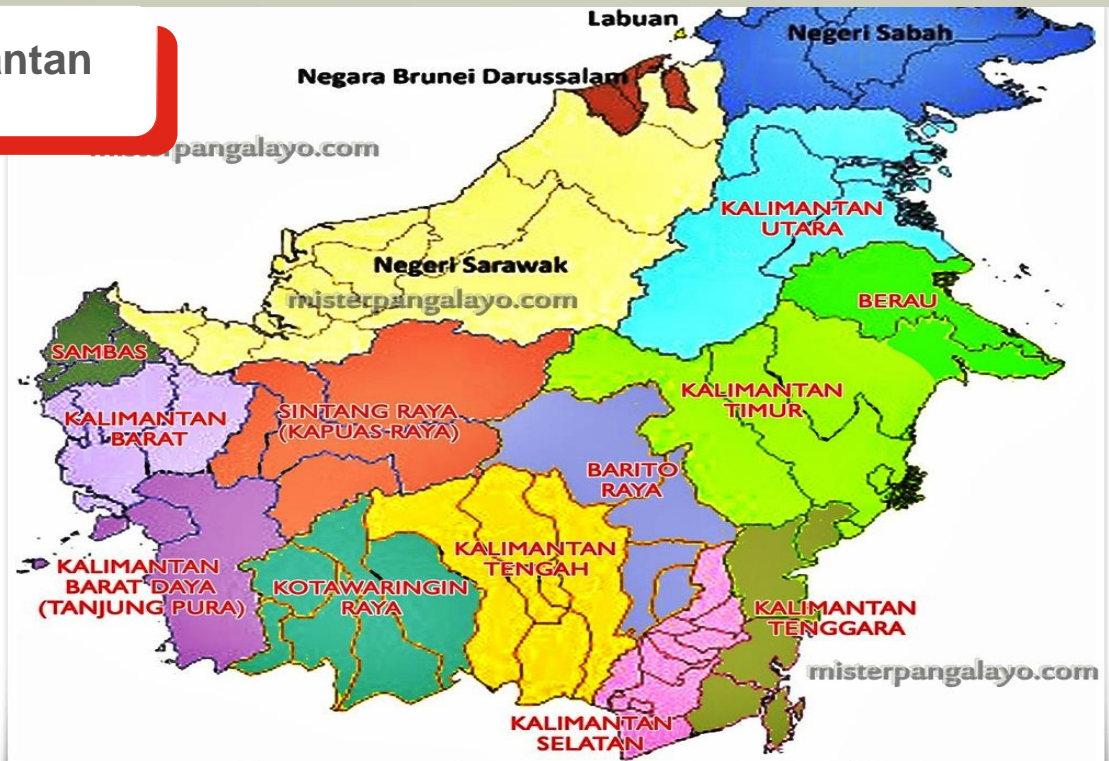 Labuan
Negeri Sabah
Negara Brunei Darussalam
misterpangalayo.com
KALIMANTAN
UTARA
Negeri Sarawak
misterpangalayo.com
BERAU
SAMBAS
KALIMANTAN
BARAT
SINTANG RAYA
(KAPUAS RAYA)
KALIMANTAN
TIMUR
BARITO
RAYA
KALIMANTAN
TENGAH
KALIMANTAN
BARAT DAYA
(TANJUNG PURA)
KOTAWARINGIN
RAYA
KALIMANTAN
TENGGARA
misterpangalayo.com
KALIMANTAN
SELATAN